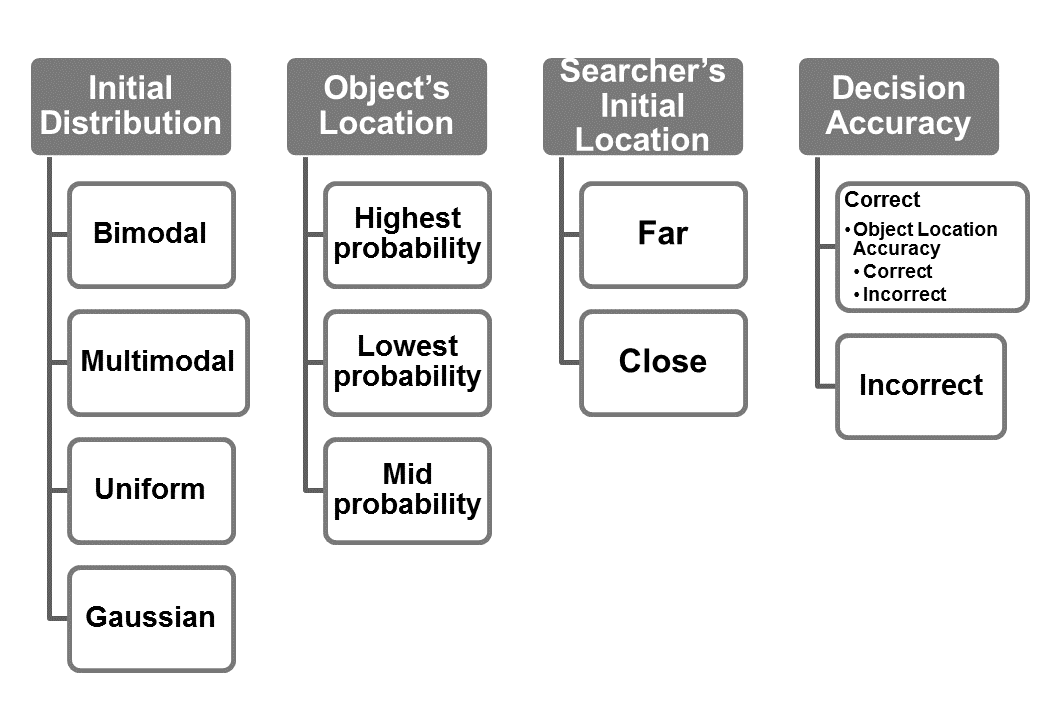 Initial
Distribution
Bimodal
Multimodal
Uniform
Gaussian
Object’s
Location
Highest
probability
Lowest
probability
Mid
probability
Searcher’s
Initial
Location
Far
Close
Decision
Accuracy
Correct
•Object Location
Accuracy
•Correct
•Incorrect
Incorrect